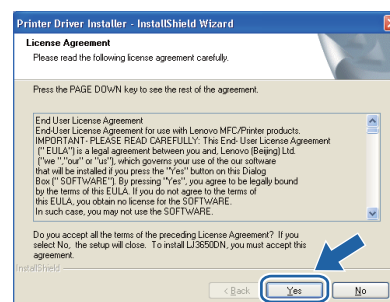 Printer Driver Installer - InstallShield Wizard
License Agreement
Please read the following license agreement carefully.
Press the PAGE DOWN key to see the rest of the agreement.
End User License Agreement
End-User License Agreement for use with Lenovo MFC/Printer products.
IMPORTANT- PLEASE READ CAREFULLY: This End- User License Agreement
(" EULA") is a legal agreement between you and, Lenovo (Beijing) Ltd.
("we ","our" or "us"), which governs your use of the our software
that will be installed if you press the "Yes" button on this Dialog
Box (" SOFTWARE"). By pressing "Yes", you agree to be legally bound
by the terms of this EULA. If you do not agree to the terms of
this EULA, you obtain no license for the SOFTWARE.
In such case, you may not use the SOFTWARE.
Do you accept all the terms of the preceding License Agreement? If you
select No, the setup will close. To install LJ3650DN, you must accept this
agreement.
InstallShield
< Back Yes No